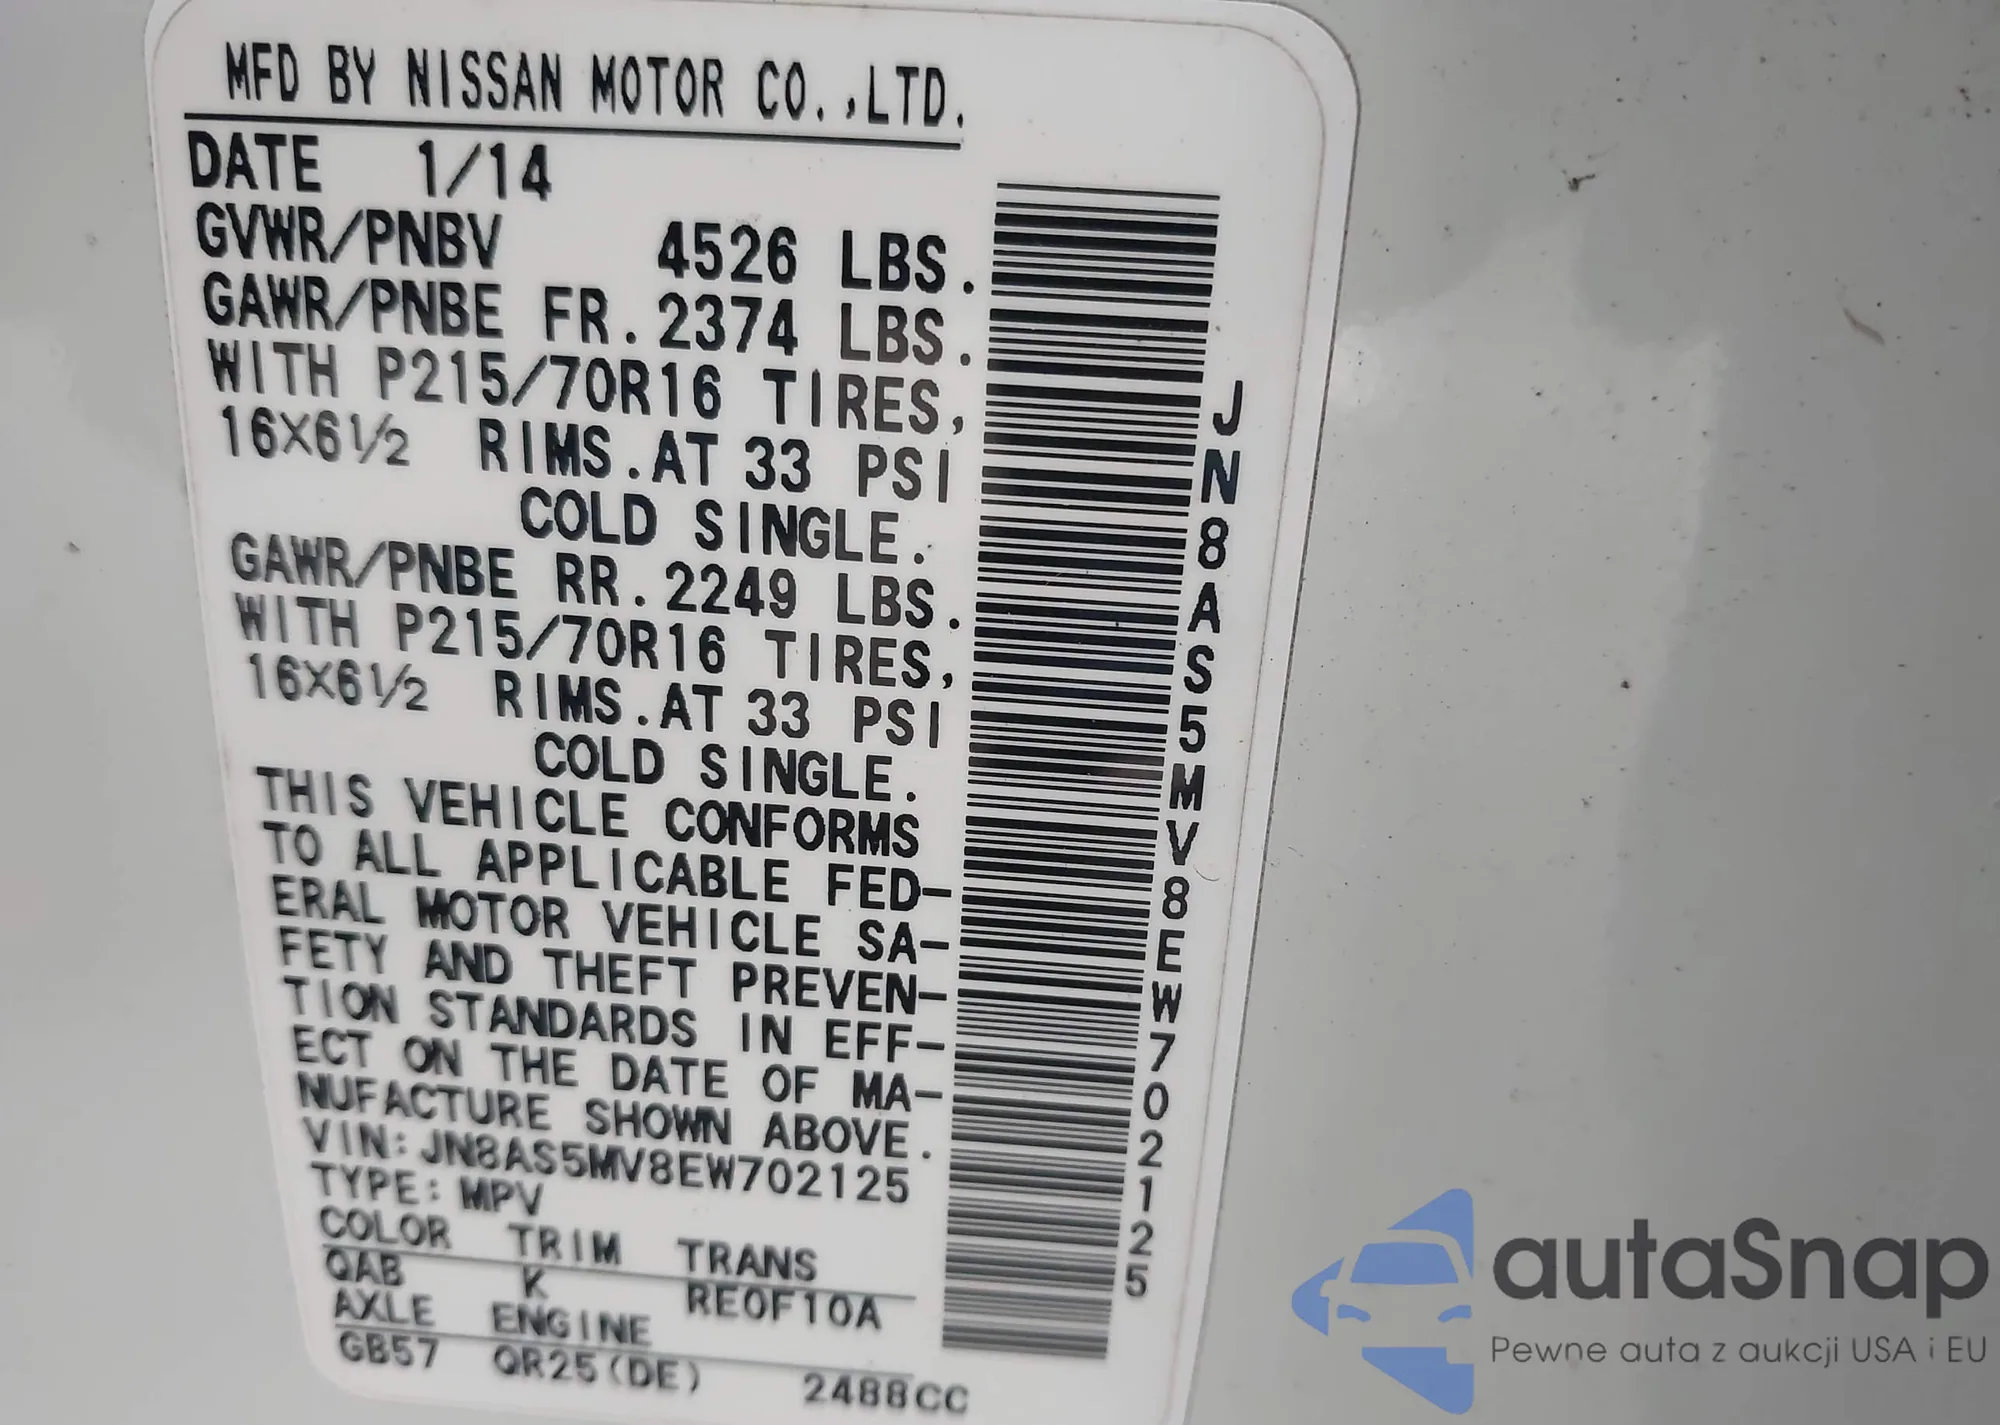 MFD BY NISSAN MOTOR CO.,LTD.
DATE 1/14
GVWR/PNBV 4526 LBS.
GAWR/PNBE FR. 2374 LBS.
WITH P215/70R16 TIRES,
16X6½ RIMS.AT 33 PSI
COLD SINGLE.
GAWR/PNBE RR. 2249 LBS.
WITH P215/70R16 TIRES,
16X6½ RIMS.AT 33 PSI
COLD SINGLE.
THIS VEHICLE CONFORMS
TO ALL APPLICABLE FED-
ERAL MOTOR VEHICLE SA-
FETY AND THEFT PREVEN-
TION STANDARDS IN EFF-
ECT ON THE DATE OF MA-
NUFACTURE SHOWN ABOVE.
VIN: JN8AS5MV8EW702125
TYPE: MPV
COLOR TRIM TRANS
QAB K RE0F10A
AXLE ENGINE
GB57 QR25(DE) 2488CC
JN8AS5MV8EW702125
autaSnap
Pewne auta z aukcji USA i EU